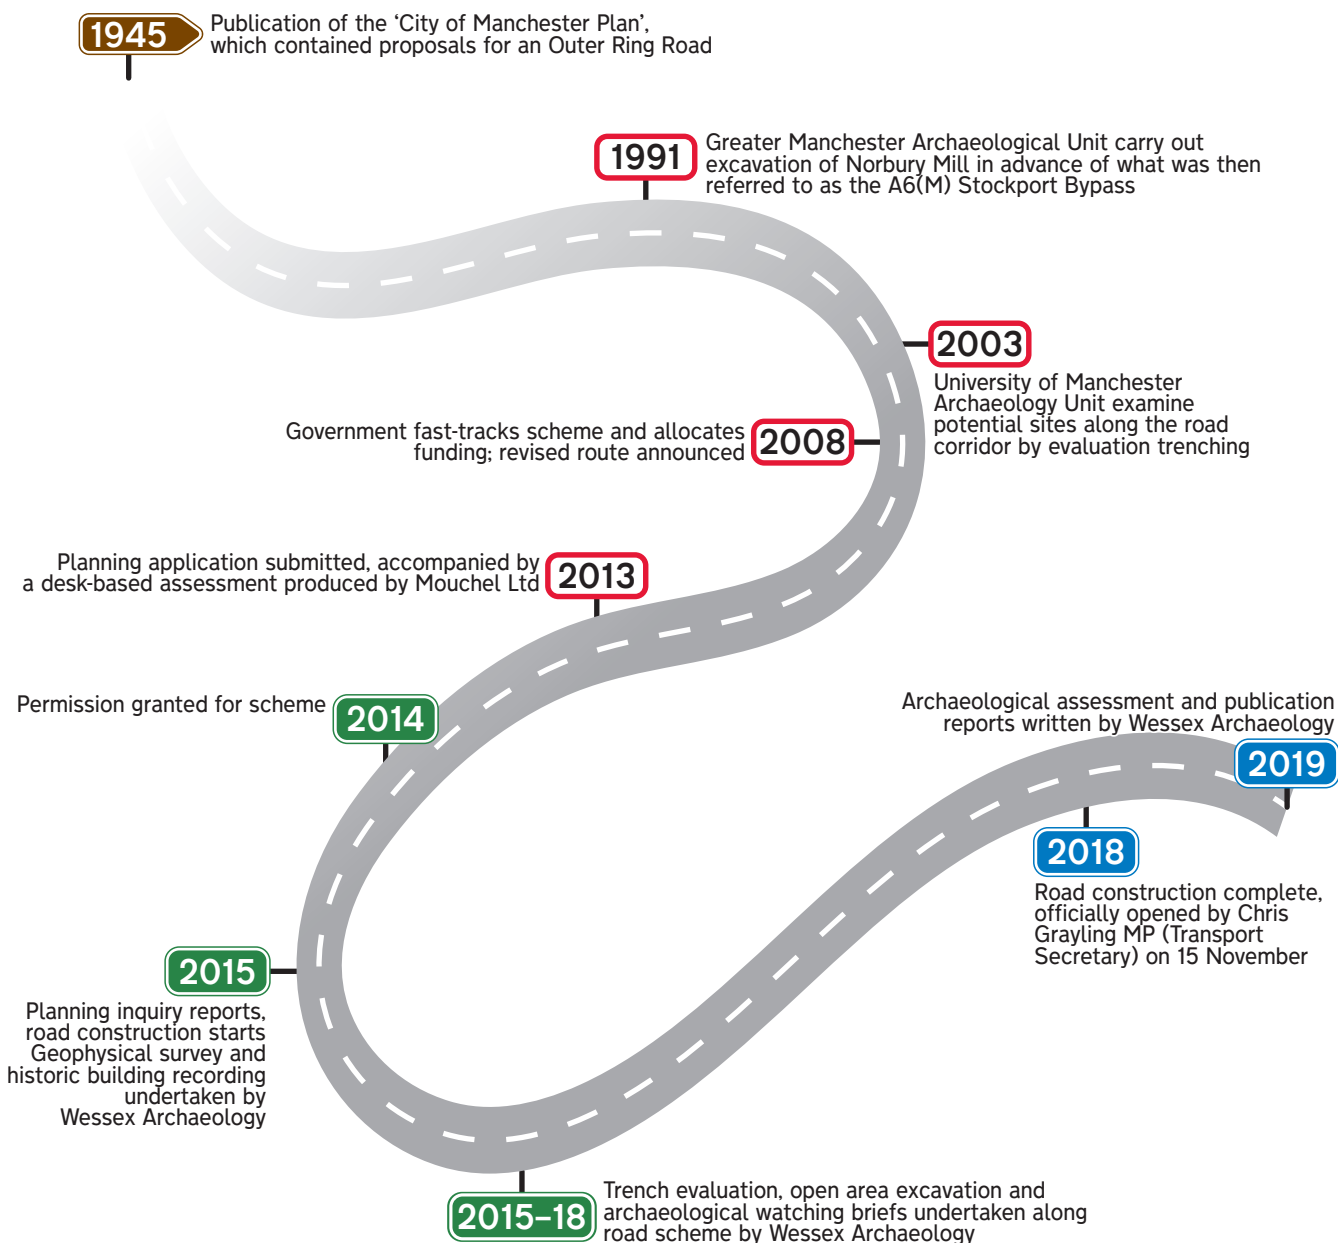 1945
Publication of the ‘City of Manchester Plan’,
which contained proposals for an Outer Ring Road
1991
Greater Manchester Archaeological Unit carry out
excavation of Norbury Mill in advance of what was then
referred to as the A6(M) Stockport Bypass
2003
University of Manchester
Archaeology Unit examine
potential sites along the road
corridor by evaluation trenching
Government fast-tracks scheme and allocates
funding; revised route announced
2008
Planning application submitted, accompanied by
a desk-based assessment produced by Mouchel Ltd
2013
Permission granted for scheme
2014
2015
Planning inquiry reports,
road construction starts
Geophysical survey and
historic building recording
undertaken by
Wessex Archaeology
2015–18
Trench evaluation, open area excavation and
archaeological watching briefs undertaken along
road scheme by Wessex Archaeology
2018
Road construction complete,
officially opened by Chris
Grayling MP (Transport
Secretary) on 15 November
Archaeological assessment and publication
reports written by Wessex Archaeology
2019